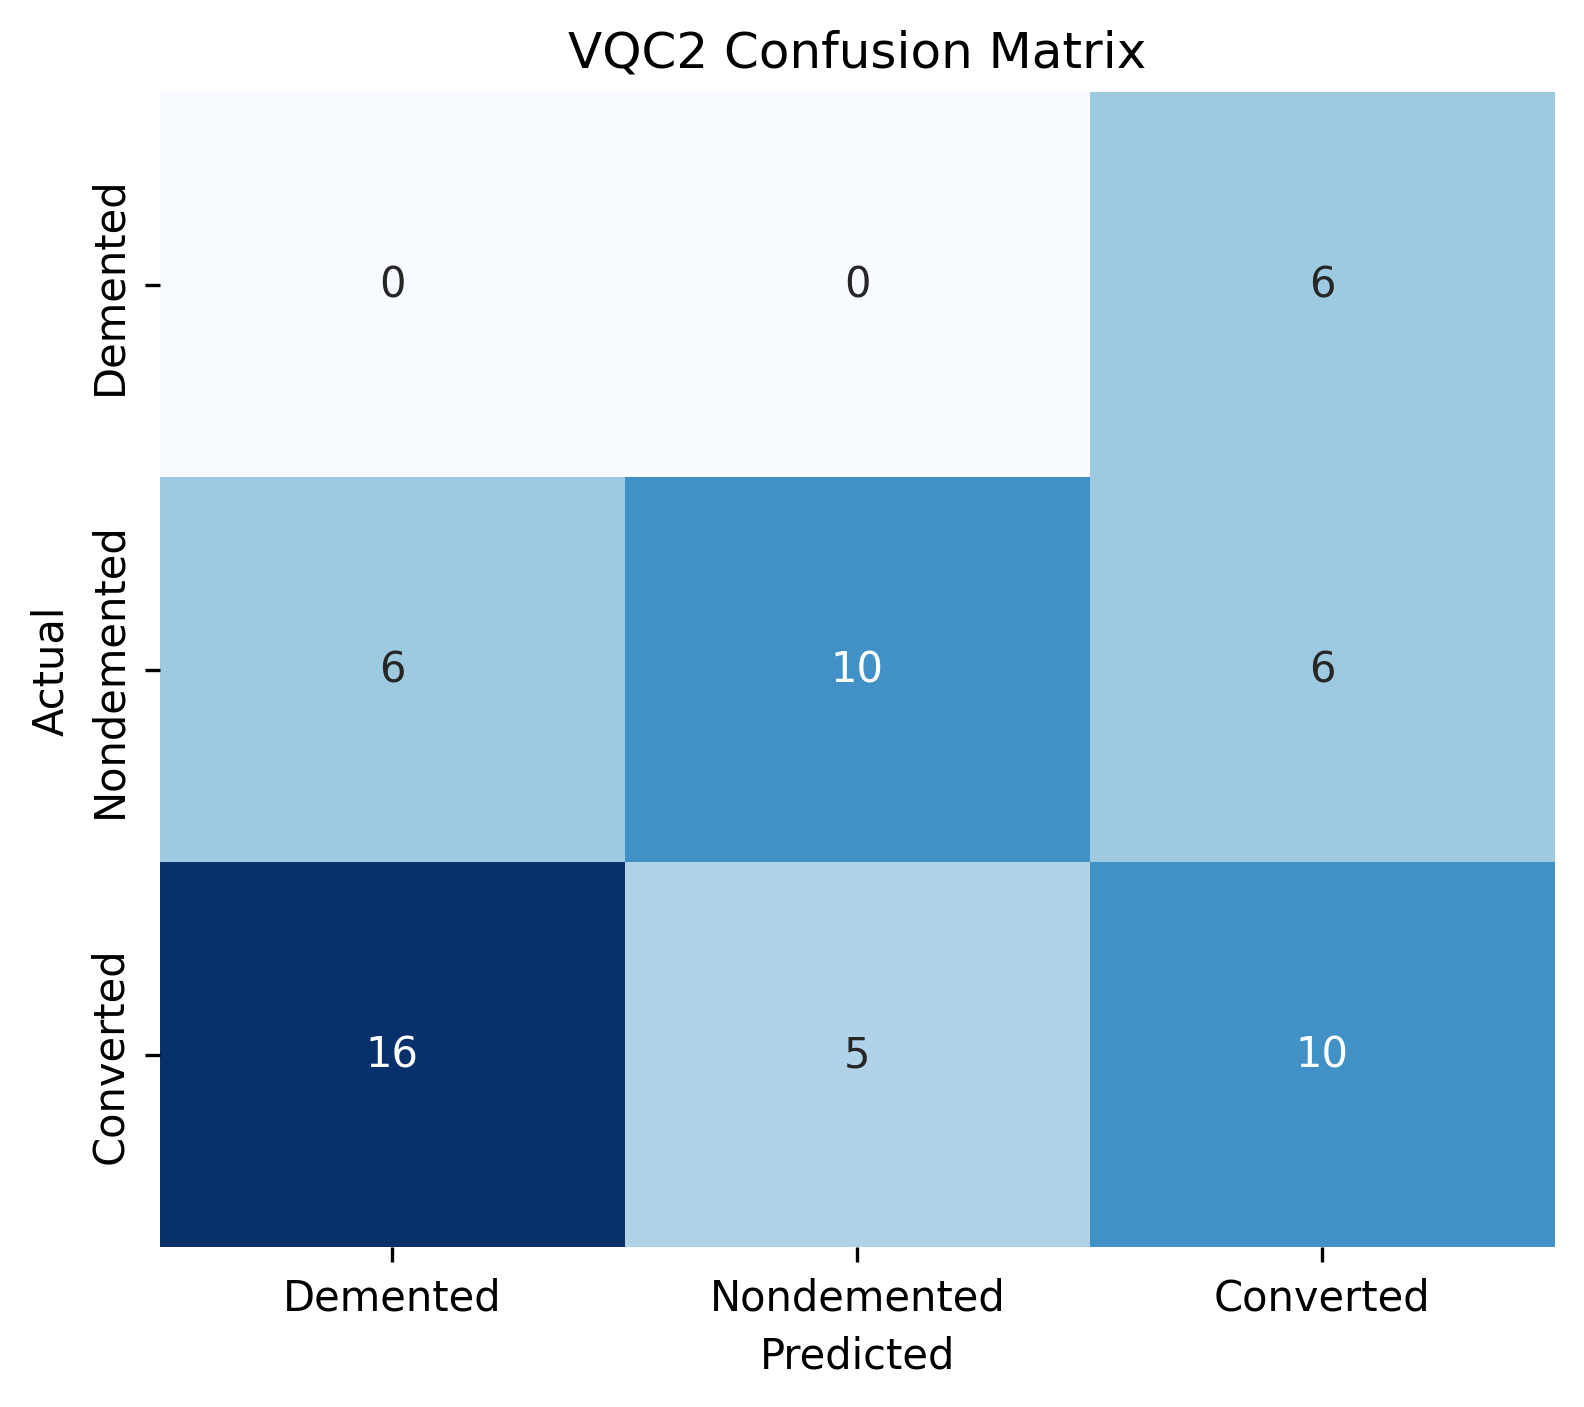 VQC2 Confusion Matrix
Actual
Demented
0 0 6
Nondemented
6 10 6
Converted
16 5 10
Demented Nondemented Converted
Predicted